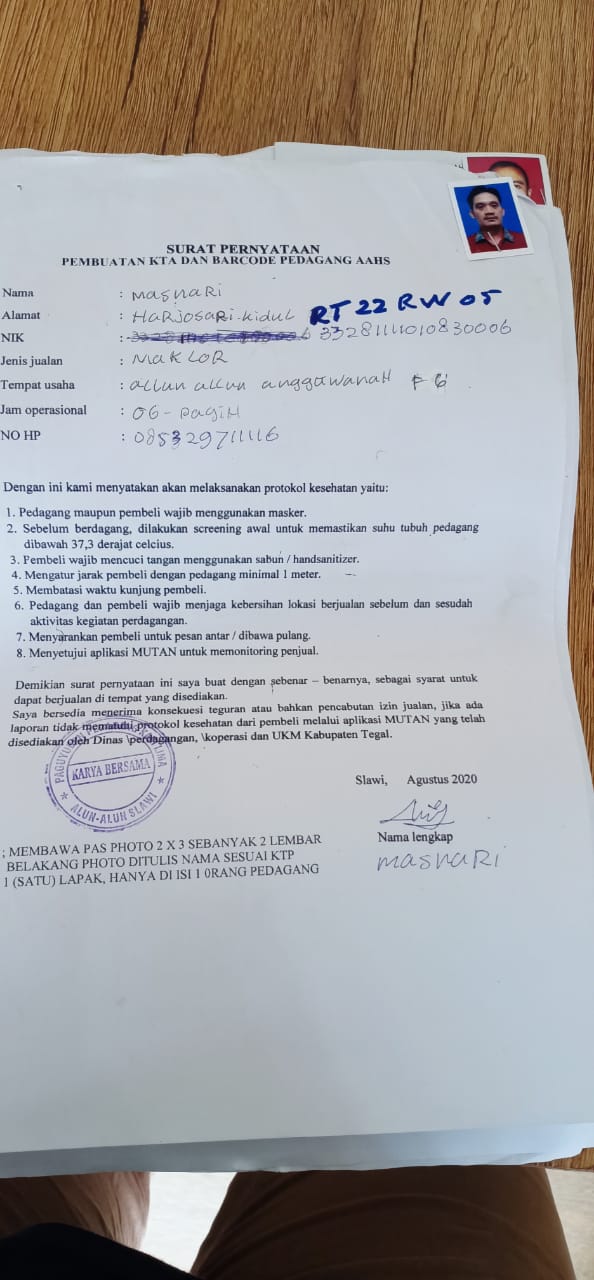 SURAT PERNYATAAN
PEMBUATAN KTA DAN BARCODE PEDAGANG AAHS
Nama : masnaRi
Alamat : HaRjosaRi-kidul RT 22 RW 05
NIK : 33281111010830006
Jenis jualan : MAKLOR
Tempat usaha : allun allun anggawanaH F 6
Jam operasional : 06 - PagiH
NO HP : 085329711116
Dengan ini kami menyatakan akan melaksanakan protokol kesehatan yaitu:
1. Pedagang maupun pembeli wajib menggunakan masker.
2. Sebelum berdagang, dilakukan screening awal untuk memastikan suhu tubuh pedagang
dibawah 37,3 derajat celcius.
3. Pembeli wajib mencuci tangan menggunakan sabun / handsanitizer.
4. Mengatur jarak pembeli dengan pedagang minimal 1 meter.
5. Membatasi waktu kunjung pembeli.
6. Pedagang dan pembeli wajib menjaga kebersihan lokasi berjualan sebelum dan sesudah
aktivitas kegiatan perdagangan.
7. Menyarankan pembeli untuk pesan antar / dibawa pulang.
8. Menyetujui aplikasi MUTAN untuk memonitoring penjual.
Demikian surat pernyataan ini saya buat dengan sebenar – benarnya, sebagai syarat untuk
dapat berjualan di tempat yang disediakan.
Saya bersedia menerima konsekuesi teguran atau bahkan pencabutan izin jualan, jika ada
laporan tidak mematuhi protokol kesehatan dari pembeli melalui aplikasi MUTAN yang telah
disediakan oleh Dinas \perdagangan, \koperasi dan UKM Kabupaten Tegal.
KARYA BERSAMA
ALUN-ALUN SLAWI
Slawi, Agustus 2020
Nama lengkap
masnaRi
; MEMBAWA PAS PHOTO 2 X 3 SEBANYAK 2 LEMBAR
BELAKANG PHOTO DITULIS NAMA SESUAI KTP
1 (SATU) LAPAK, HANYA DI ISI 1 0RANG PEDAGANG